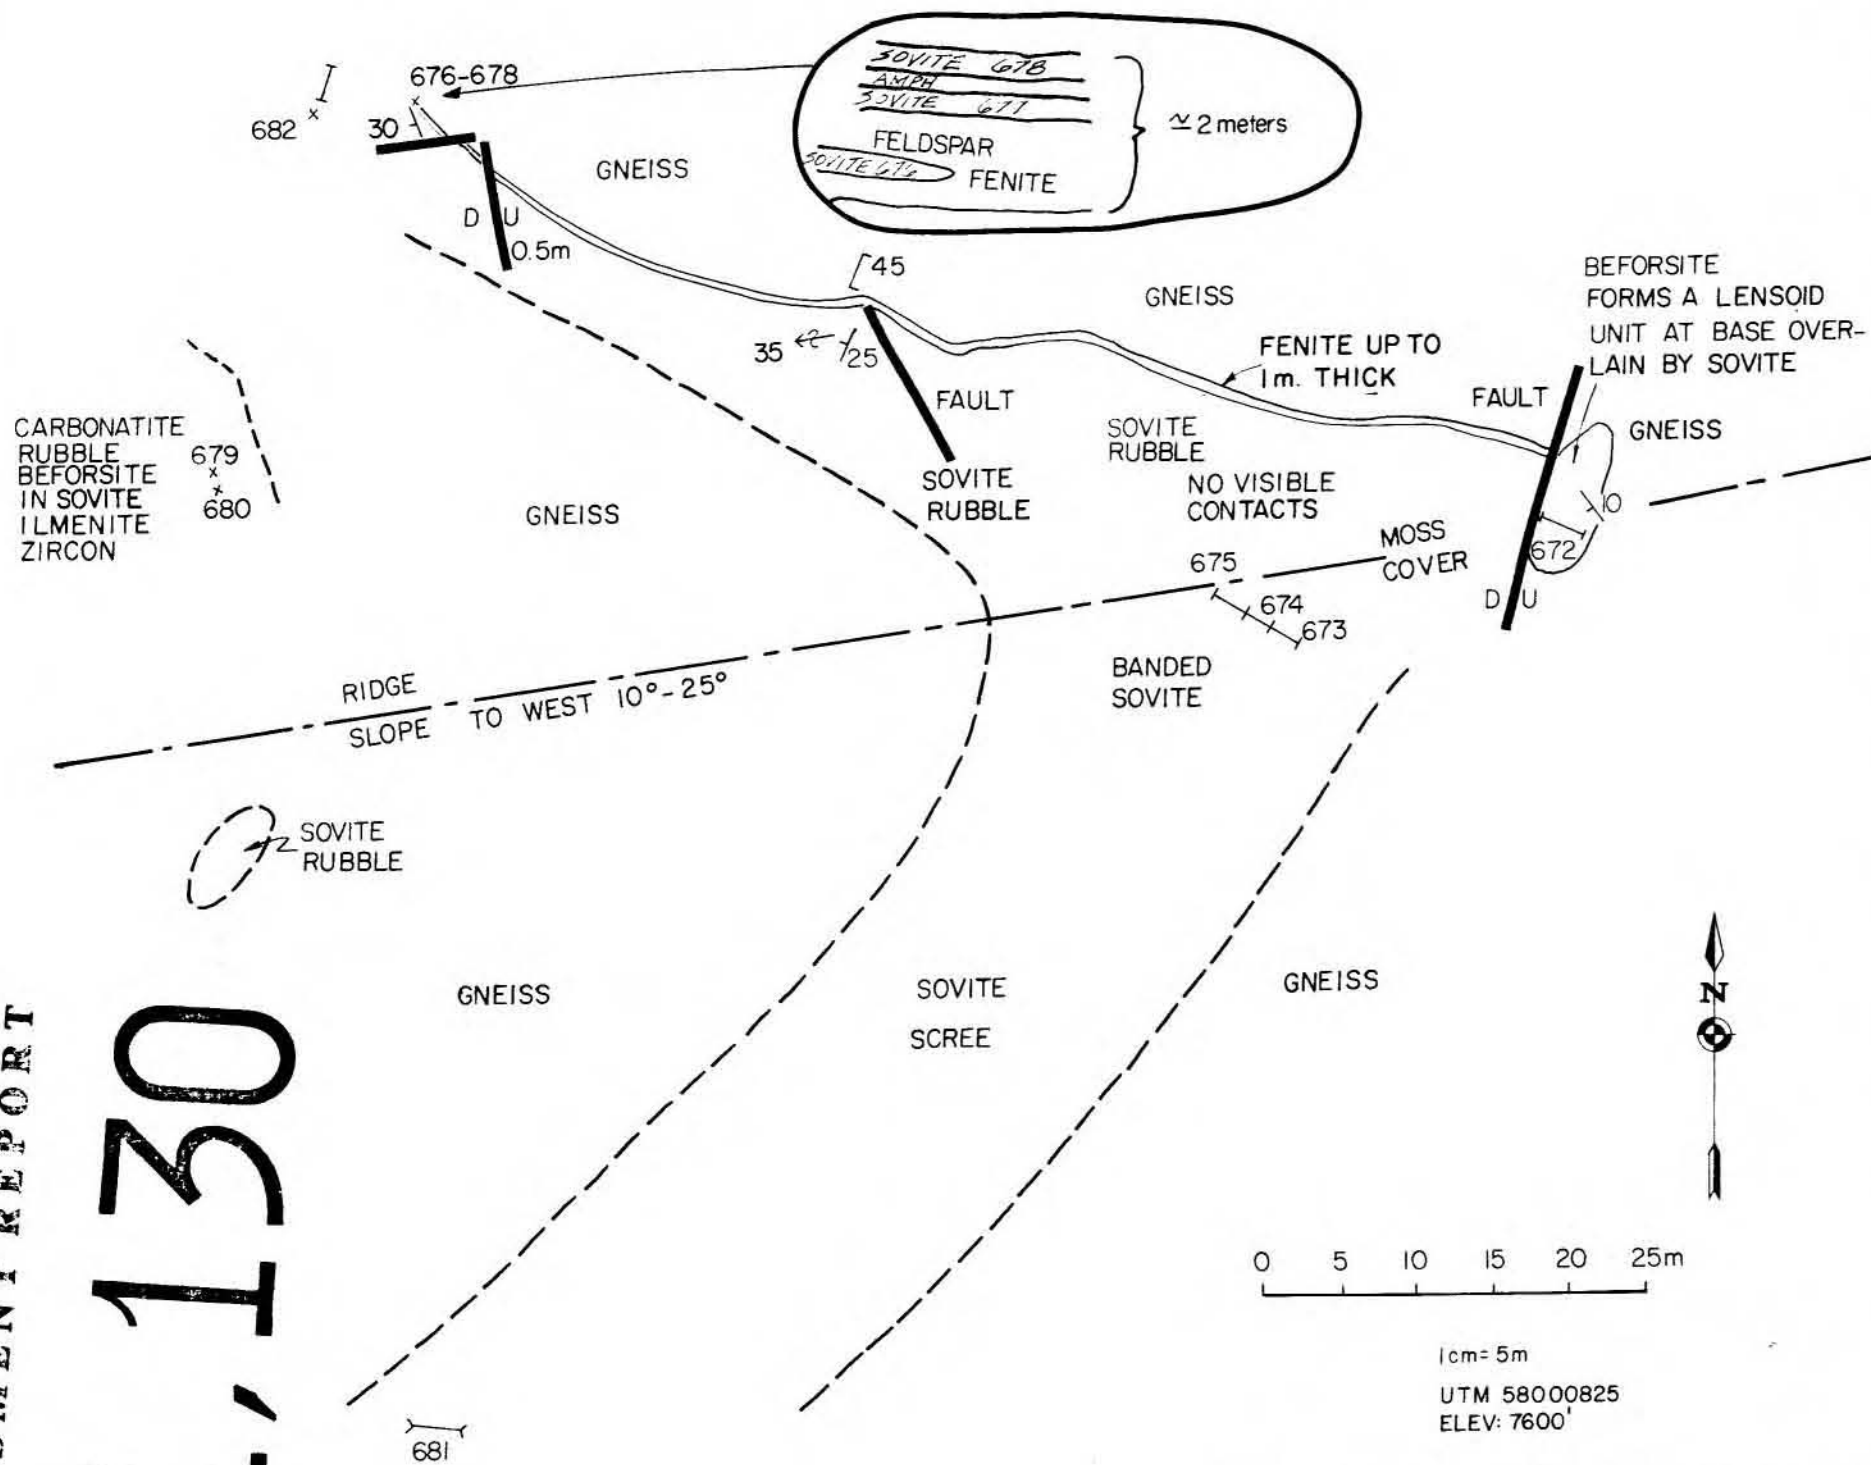 676-678
682
30
GNEISS
SOVITE 678
AMPH
SOVITE 677
FELDSPAR
SOVITE 676
FENITE
≃ 2 meters
D U
0.5m
45
GNEISS
35
25
FENITE UP TO
1m. THICK
BEFORSITE
FORMS A LENSOID
UNIT AT BASE OVER-
LAIN BY SOVITE
FAULT
FAULT
GNEISS
CARBONATITE
RUBBLE
BEFORSITE
IN SOVITE
ILMENITE
ZIRCON
679
680
GNEISS
SOVITE
RUBBLE
SOVITE
RUBBLE
NO VISIBLE
CONTACTS
MOSS
COVER
10
672
D U
675
674
673
BANDED
SOVITE
RIDGE
SLOPE TO WEST 10°-25°
SOVITE
RUBBLE
GNEISS
SOVITE
SCREE
GNEISS
N
0 5 10 15 20 25m
1cm= 5m
UTM 58000825
ELEV: 7600'
681
REPORT
,130